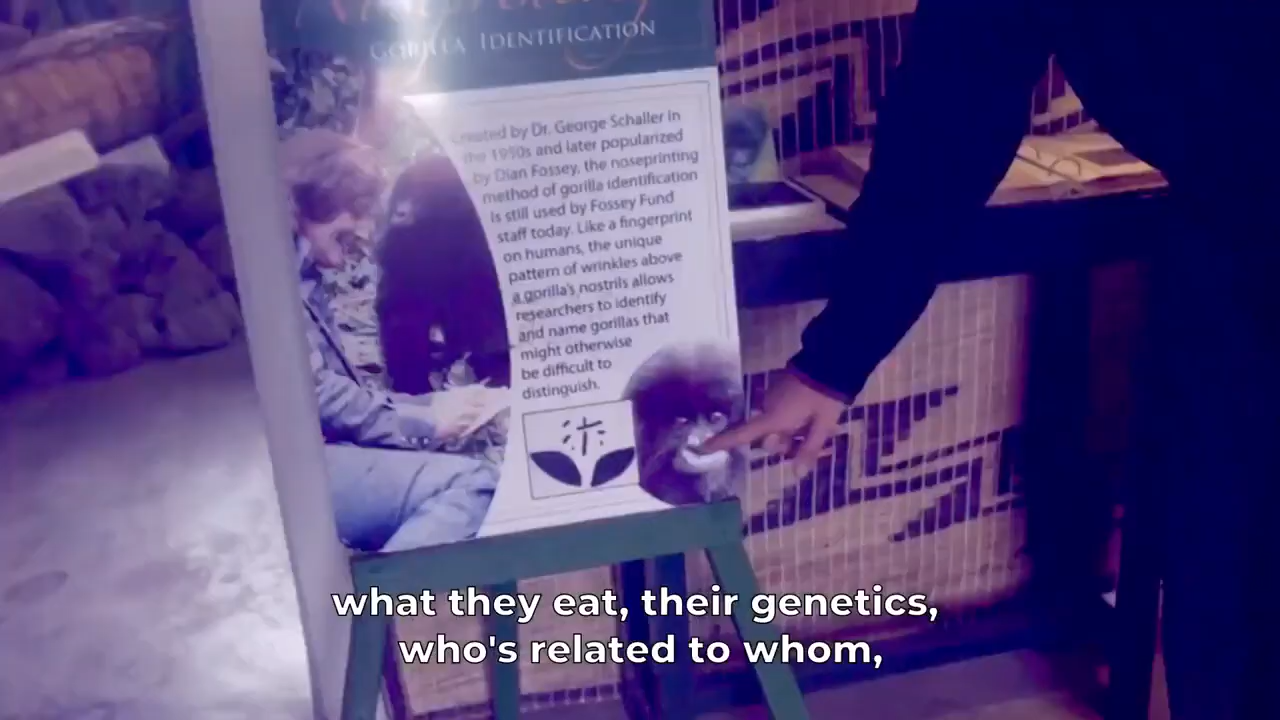 GORILLA IDENTIFICATION
Created by Dr. George Schaller in
the 1950s and later popularized
by Dian Fossey, the noseprinting
method of gorilla identification
is still used by Fossey Fund
staff today. Like a fingerprint
on humans, the unique
pattern of wrinkles above
a gorilla's nostrils allows
researchers to identify
and name gorillas that
might otherwise
be difficult to
distinguish.
what they eat, their genetics,
who's related to whom,